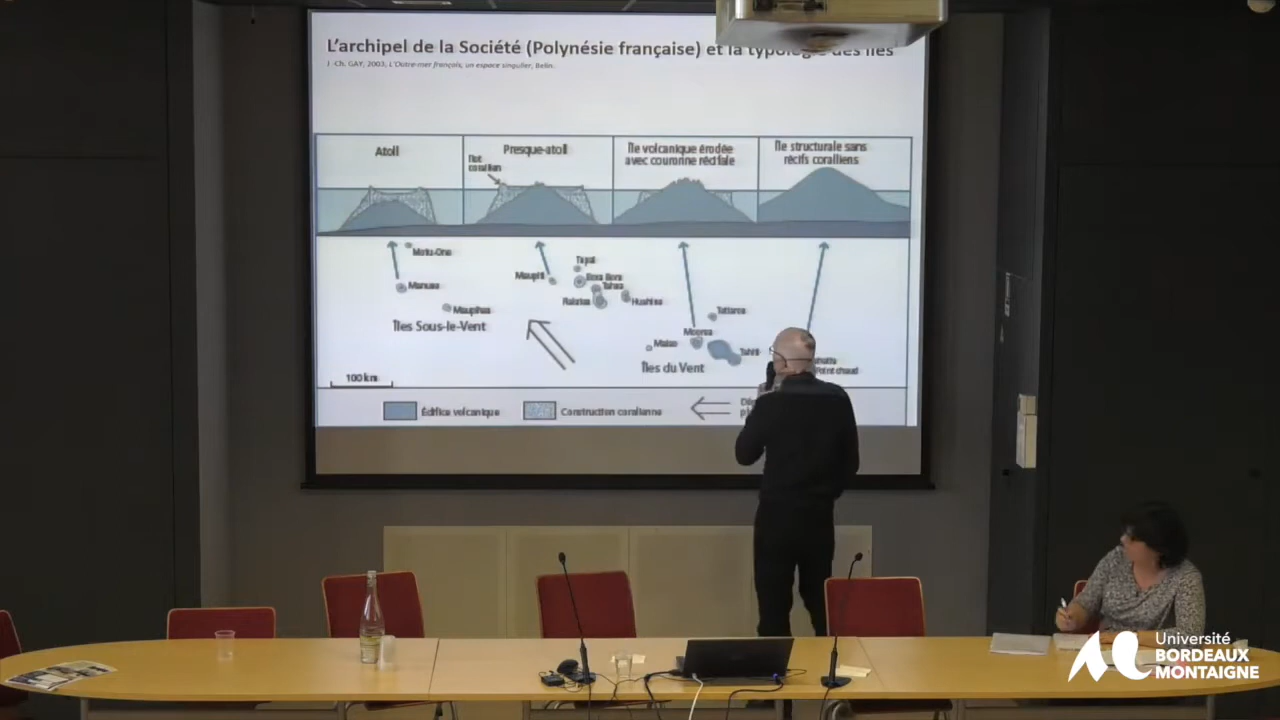 L'archipel de la Société (Polynésie française) et la typologie des îles
J. Ch. GAY, 2003, L'Outre-mer français, un espace singulier, Belin.
Atoll
Presque-atoll
Île volcanique érodée
avec couronne récifale
Île structurale sans
récifs coralliens
Îlot
corallien
Motu-One
Manuae
Maupihaa
Îles Sous-le-Vent
Maupiti
Tupai
Bora Bora
Tahaa
Raiatea
Huahine
Tetiaroa
Moorea
Maiao
Tahiti
Îles du Vent
Point chaud
100 km
Édifice volcanique
Construction corallienne
Université
BORDEAUX
MONTAIGNE